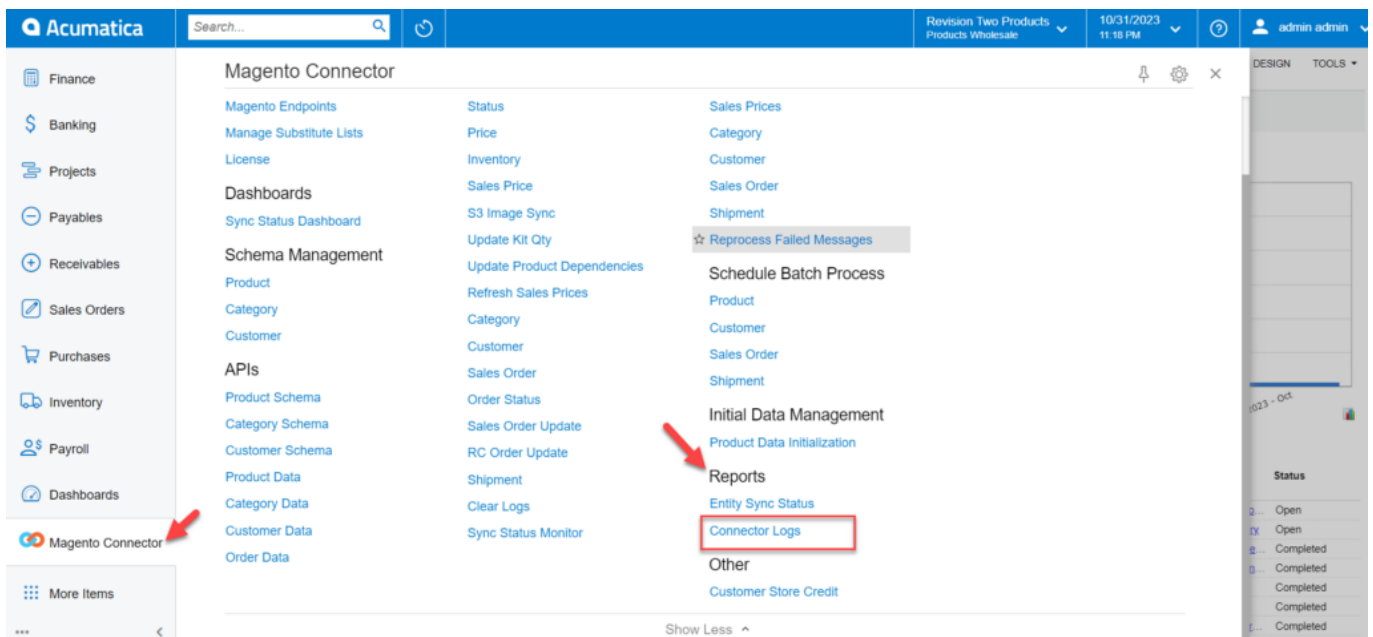 Acumatica
Search...
Revision Two Products
Products Wholesale
10/31/2023
11:18 PM
admin admin
Finance
Banking
Projects
Payables
Receivables
Sales Orders
Purchases
Inventory
Payroll
Dashboards
Magento Connector
More Items
Magento Connector
Magento Endpoints
Manage Substitute Lists
License
Dashboards
Sync Status Dashboard
Schema Management
Product
Category
Customer
APIs
Product Schema
Category Schema
Customer Schema
Product Data
Category Data
Customer Data
Order Data
Status
Price
Inventory
Sales Price
S3 Image Sync
Update Kit Qty
Update Product Dependencies
Refresh Sales Prices
Category
Customer
Sales Order
Order Status
Sales Order Update
RC Order Update
Shipment
Clear Logs
Sync Status Monitor
Sales Prices
Category
Customer
Sales Order
Shipment
Reprocess Failed Messages
Schedule Batch Process
Product
Customer
Sales Order
Shipment
Initial Data Management
Product Data Initialization
Reports
Entity Sync Status
Connector Logs
Other
Customer Store Credit
Show Less
DESIGN TOOLS
2023 - Oct
Status
Open
Open
Completed
Completed
Completed
Completed
Completed